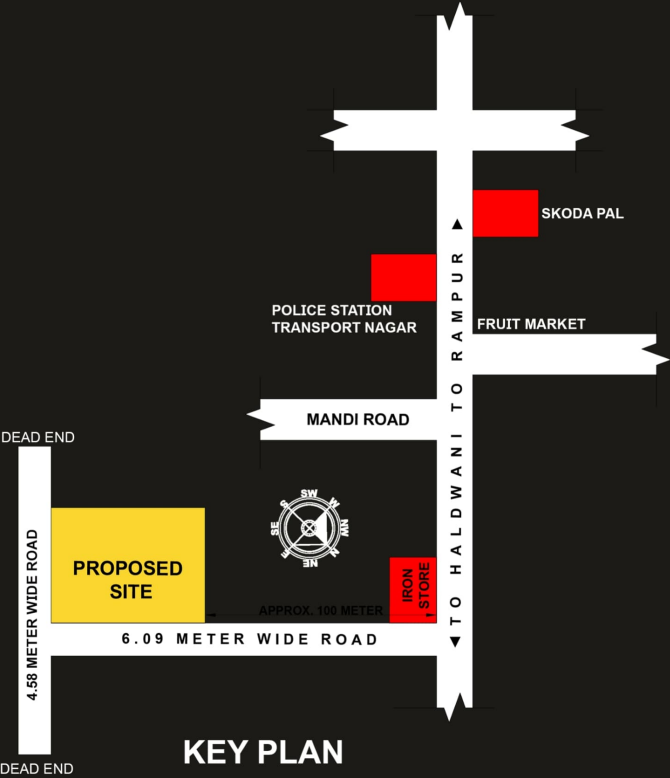 SKODA PAL
POLICE STATION
TRANSPORT NAGAR
FRUIT MARKET
TO HALDWANI TO RAMPUR
MANDI ROAD
DEAD END
SW
S
W
SE
NW
E
N
NE
PROPOSED
SITE
IRON
STORE
APPROX. 100 METER
6.09 METER WIDE ROAD
4.58 METER WIDE ROAD
KEY PLAN
DEAD END